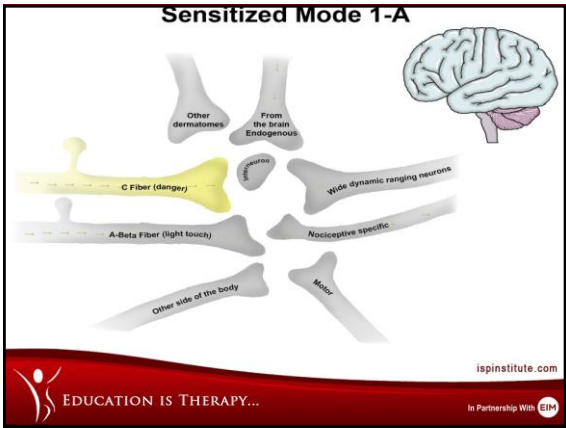 Sensitized Mode 1-A
Other
dermatomes
From
the brain
Endogenous
Interneuron
C Fiber (danger)
Wide dynamic ranging neurons
A-Beta Fiber (light touch)
Nociceptive specific
Other side of the body
Motor
ispinstitute.com
EDUCATION IS THERAPY...
In Partnership With EIM